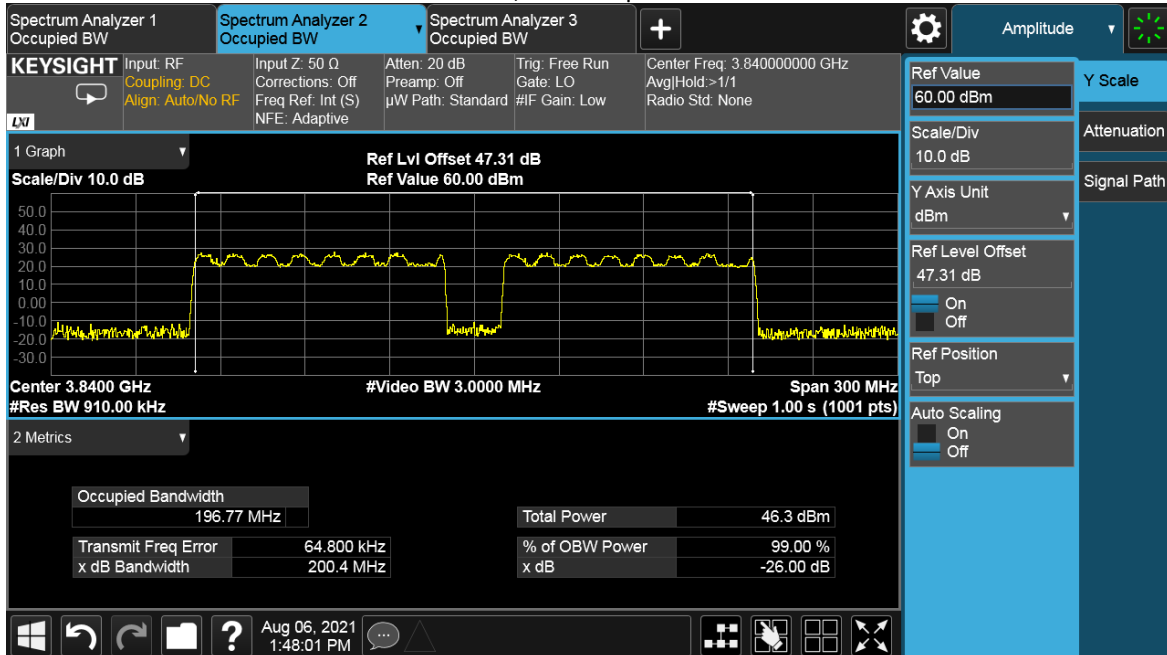 Spectrum Analyzer 1
Occupied BW
Spectrum Analyzer 2
Occupied BW
Spectrum Analyzer 3
Occupied BW
Amplitude
KEYSIGHT
LXI
Input: RF
Coupling: DC
Align: Auto/No RF
Input Z: 50 Ω
Corrections: Off
Freq Ref: Int (S)
NFE: Adaptive
Atten: 20 dB
Preamp: Off
µW Path: Standard
Trig: Free Run
Gate: LO
#IF Gain: Low
Center Freq: 3.840000000 GHz
Avg|Hold:>1/1
Radio Std: None
1 Graph
Scale/Div 10.0 dB
Ref Lvl Offset 47.31 dB
Ref Value 60.00 dBm
50.0
40.0
30.0
20.0
10.0
0.00
-10.0
-20.0
-30.0
Center 3.8400 GHz
#Video BW 3.0000 MHz
Span 300 MHz
#Res BW 910.00 kHz
#Sweep 1.00 s (1001 pts)
2 Metrics
Occupied Bandwidth
196.77 MHz
Total Power 46.3 dBm
Transmit Freq Error 64.800 kHz
% of OBW Power 99.00 %
x dB Bandwidth 200.4 MHz
x dB -26.00 dB
Ref Value
60.00 dBm
Scale/Div
10.0 dB
Y Axis Unit
dBm
Ref Level Offset
47.31 dB
On
Off
Ref Position
Top
Auto Scaling
On
Off
Y Scale
Attenuation
Signal Path
?
Aug 06, 2021
1:48:01 PM